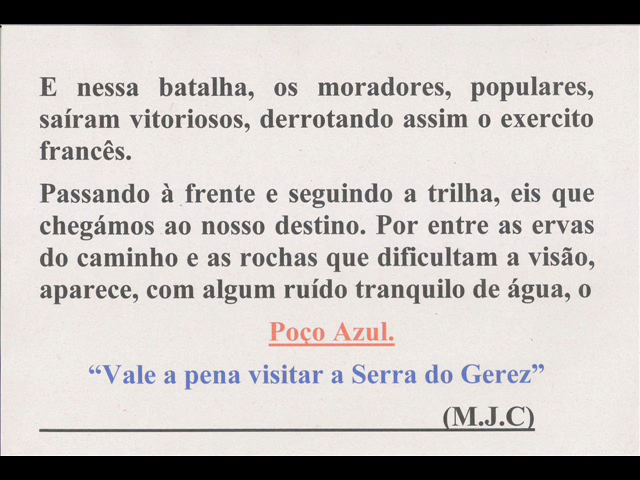 E nessa batalha, os moradores, populares,
saíram vitoriosos, derrotando assim o exercito
francês.
Passando à frente e seguindo a trilha, eis que
chegámos ao nosso destino. Por entre as ervas
do caminho e as rochas que dificultam a visão,
aparece, com algum ruído tranquilo de água, o
Poço Azul.
“Vale a pena visitar a Serra do Gerez”
(M.J.C)